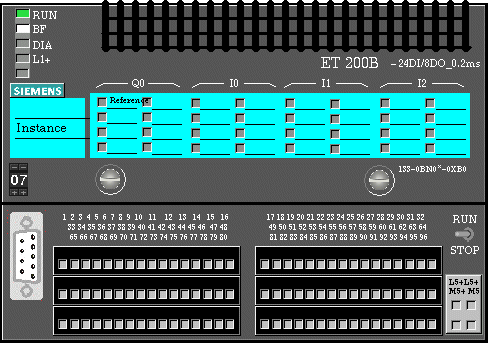 RUN
BF
DIA
L1+
ET 200B -24DI/8DO_0.2ms
SIEMENS
Q0 I0 I1 I2
Reference
Instance
07
133-0BN0*-0XB0
1 2 3 4 5 6 7 8 9 10 11 12 13 14 15 16
33 34 35 36 37 38 39 40 41 42 43 44 45 46 47 48
65 66 67 68 69 70 71 72 73 74 75 76 77 78 79 80
17 18 19 20 21 22 23 24 25 26 27 28 29 30 31 32
49 50 51 52 53 54 55 56 57 58 59 60 61 62 63 64
81 82 83 84 85 86 87 88 89 90 91 92 93 94 95 96
RUN
STOP
L5+L5+
M5+ M5